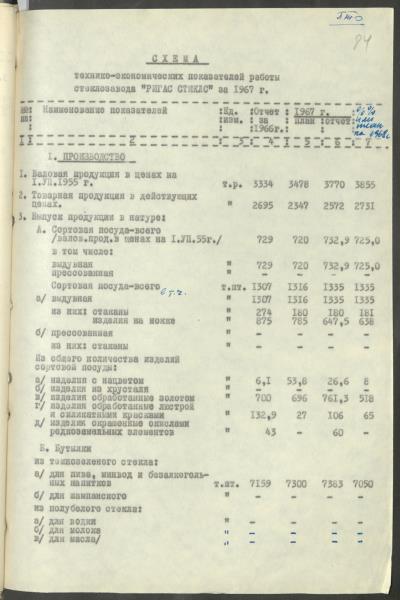 ПТО
94
СХЕМА
технико-экономических показателей работы
стеклозавода "РИГАС СТИКЛС" за 1967 г.
Наименование показателей : Ед. изм. : Отчет за 1966г. : 1967 г. план : отчет :
план на 1968г.
1 2 3 4 5 6 7
I. ПРОИЗВОДСТВО
1. Валовая продукция в ценах на
I.УП.1955 г. т.р. 3334 3478 3770 3855
2. Товарная продукция в действующих
ценах. " 2695 2347 2572 2731
3. Выпуск продукции в натуре:
А. Сортовая посуда-всего
/валов.прод.в ценах на I.УП.55г./ " 729 720 732,9 725,0
в том числе:
выдувная " 729 720 732,9 725,0
прессованная " - - - -
Сортовая посуда-всего т.шт. 1307 1316 1335 1335
в т.ч.
а/ выдувная " 1307 1316 1335 1335
из них: стаканы " 274 180 180 181
изделия на ножке " 875 785 647,5 638
б/ прессованная " - - - -
из них: стаканы " - - - -
Из общего количества изделий
сортовой посуды:
а/ изделия с нацветом " 6,1 53,8 26,6 8
б/ изделия из хрусталя " - - - -
в/ изделия обработанные золотом " 700 696 761,3 518
г/ изделия обработанные люстрой
и силикатными красками " 132,9 27 106 65
д/ изделия окрашенные окислами
редкоземельных элементов " 43 - 60 -
Б. Бутылки
из темнозеленого стекла:
а/ для пива, минвод и безалкоголь-
ных напитков т.шт. 7159 7300 7383 7050
б/ для шампанского " - - - -
из полубелого стекла:
а/ для водки " - - - -
б/ для молока " - - - -
в/ для масла/ " - - - -